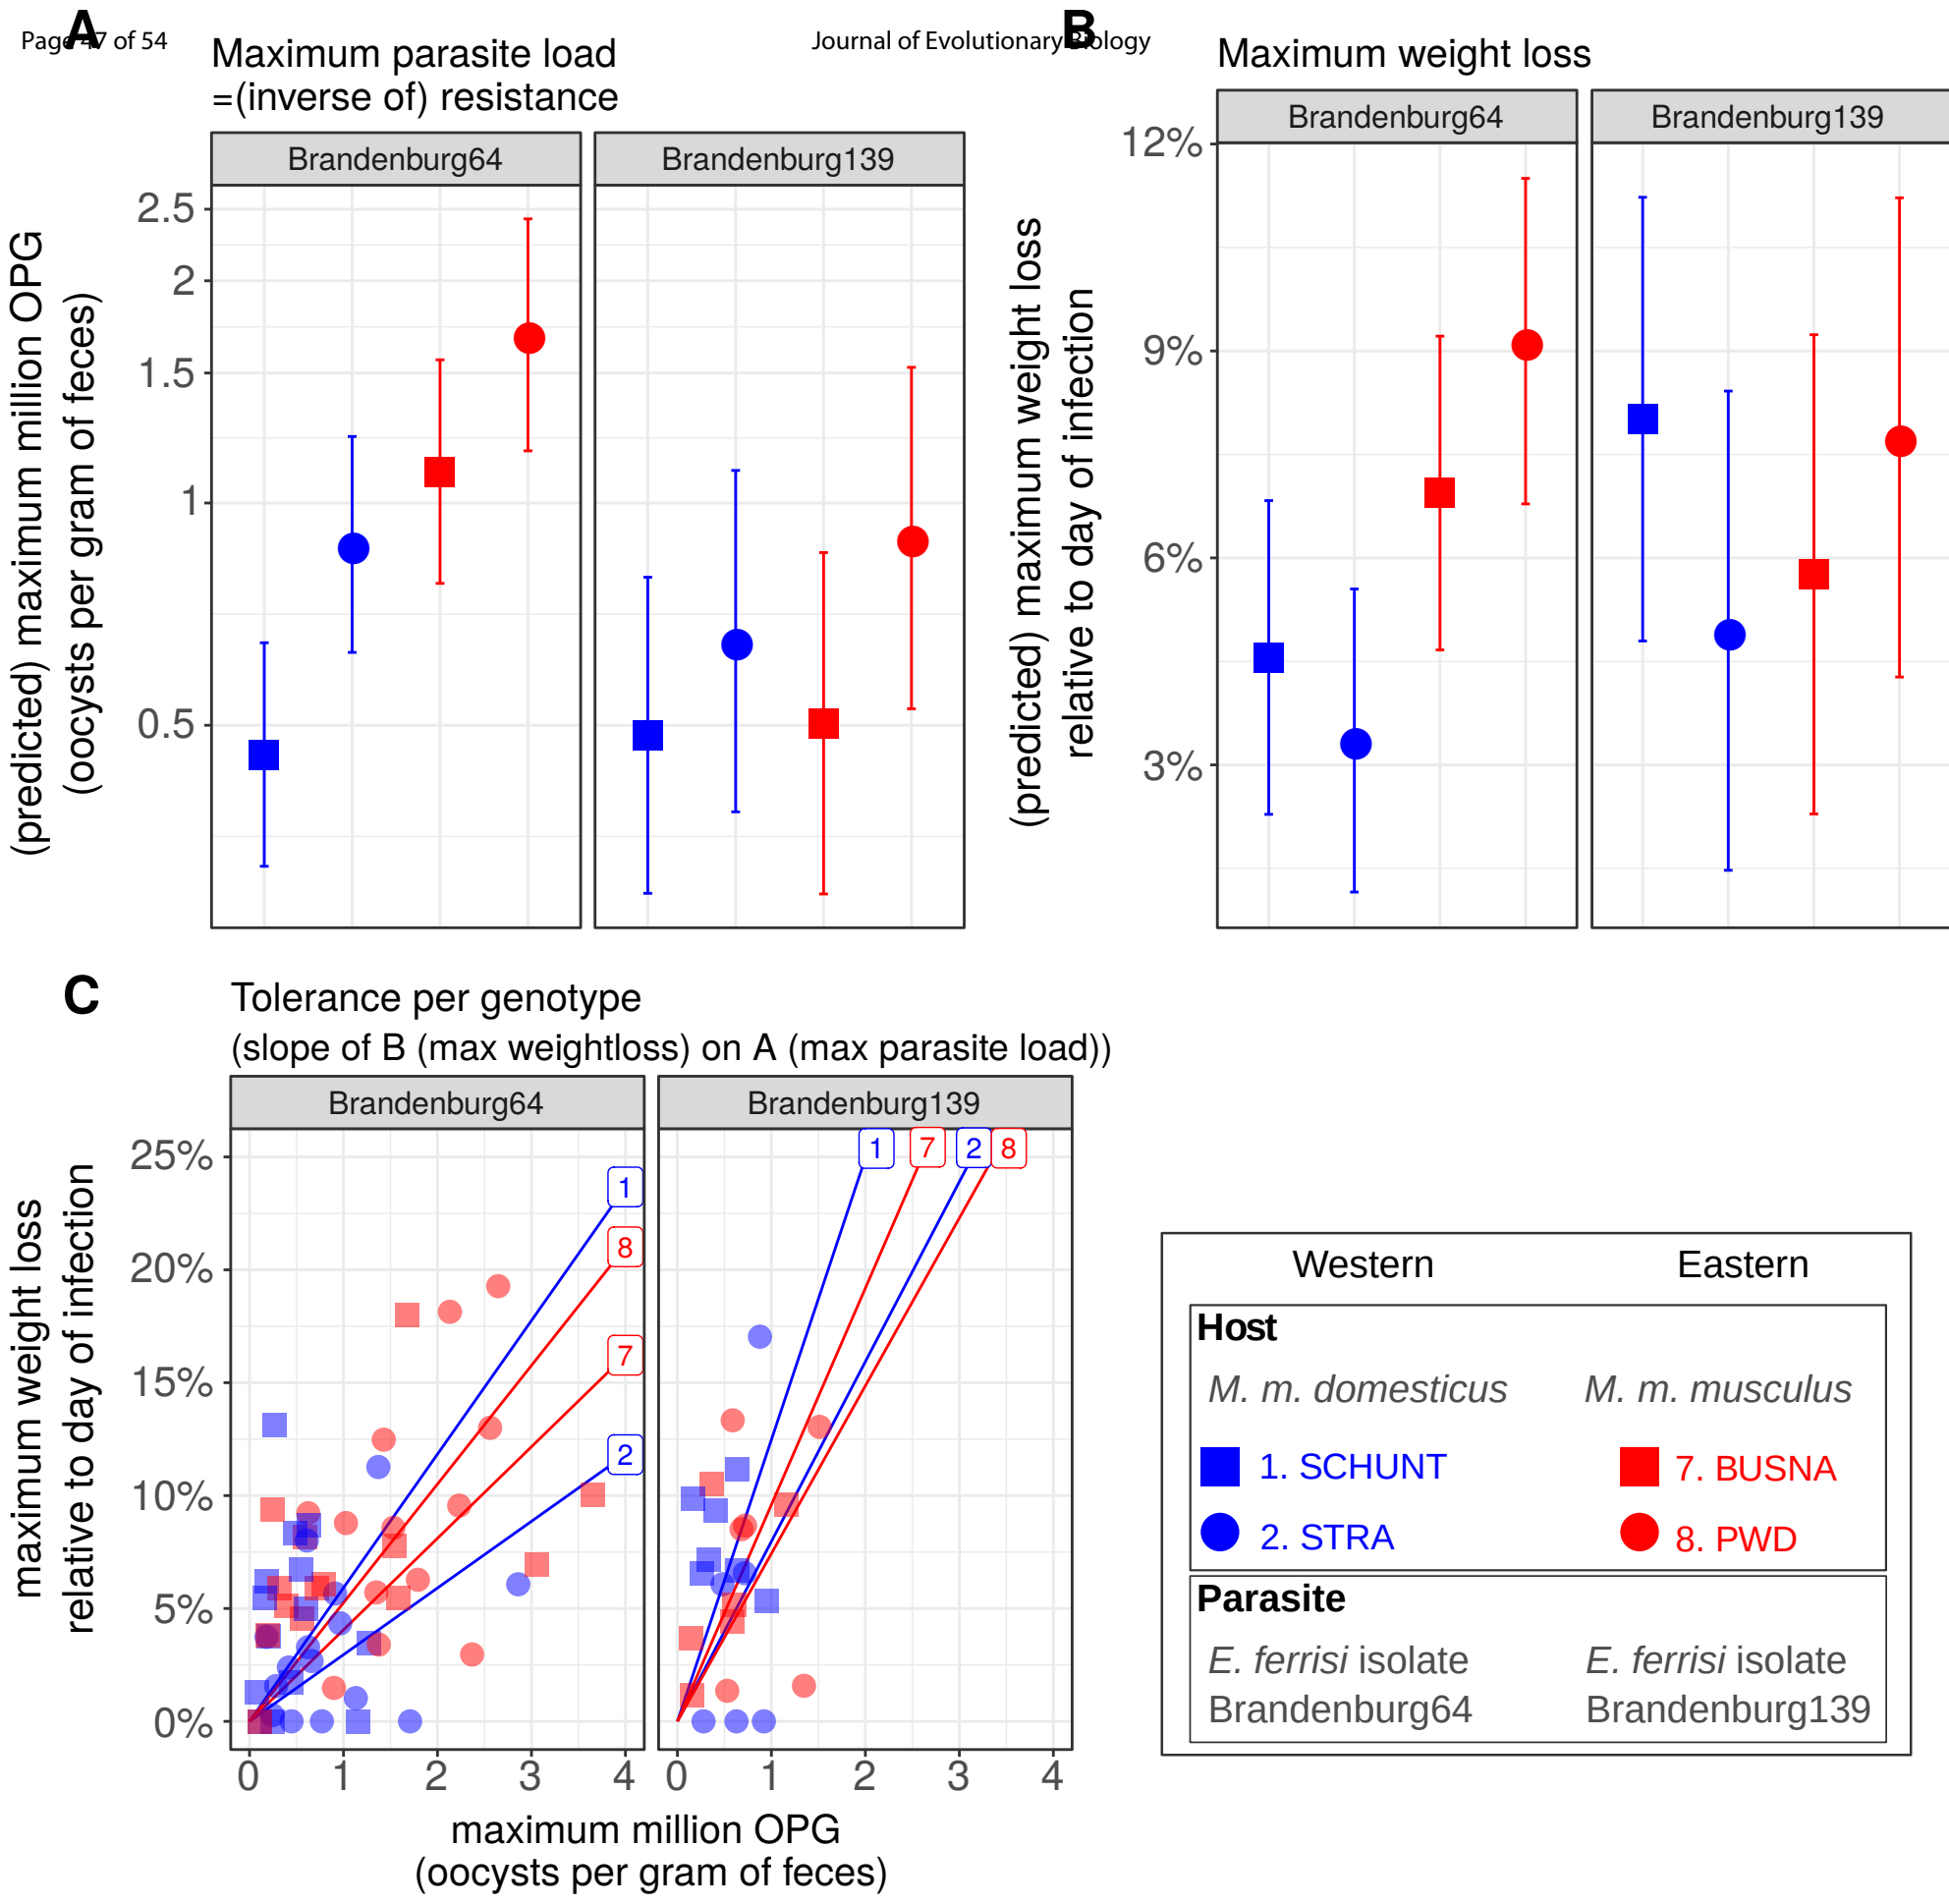 Page 47 of 54
Journal of Evolutionary Biology
A
Maximum parasite load
=(inverse of) resistance
Brandenburg64
Brandenburg139
2.5
2
1.5
1
0.5
(predicted) maximum million OPG
(oocysts per gram of feces)
B
Maximum weight loss
Brandenburg64
Brandenburg139
12%
9%
6%
3%
(predicted) maximum weight loss
relative to day of infection
C
Tolerance per genotype
(slope of B (max weightloss) on A (max parasite load))
Brandenburg64
Brandenburg139
25%
20%
15%
10%
5%
0%
maximum weight loss
relative to day of infection
1
8
7
2
1
7
2
8
0
1
2
3
4
0
1
2
3
4
maximum million OPG
(oocysts per gram of feces)
Western
Eastern
Host
M. m. domesticus
M. m. musculus
1. SCHUNT
7. BUSNA
2. STRA
8. PWD
Parasite
E. ferrisi isolate
Brandenburg64
E. ferrisi isolate
Brandenburg139